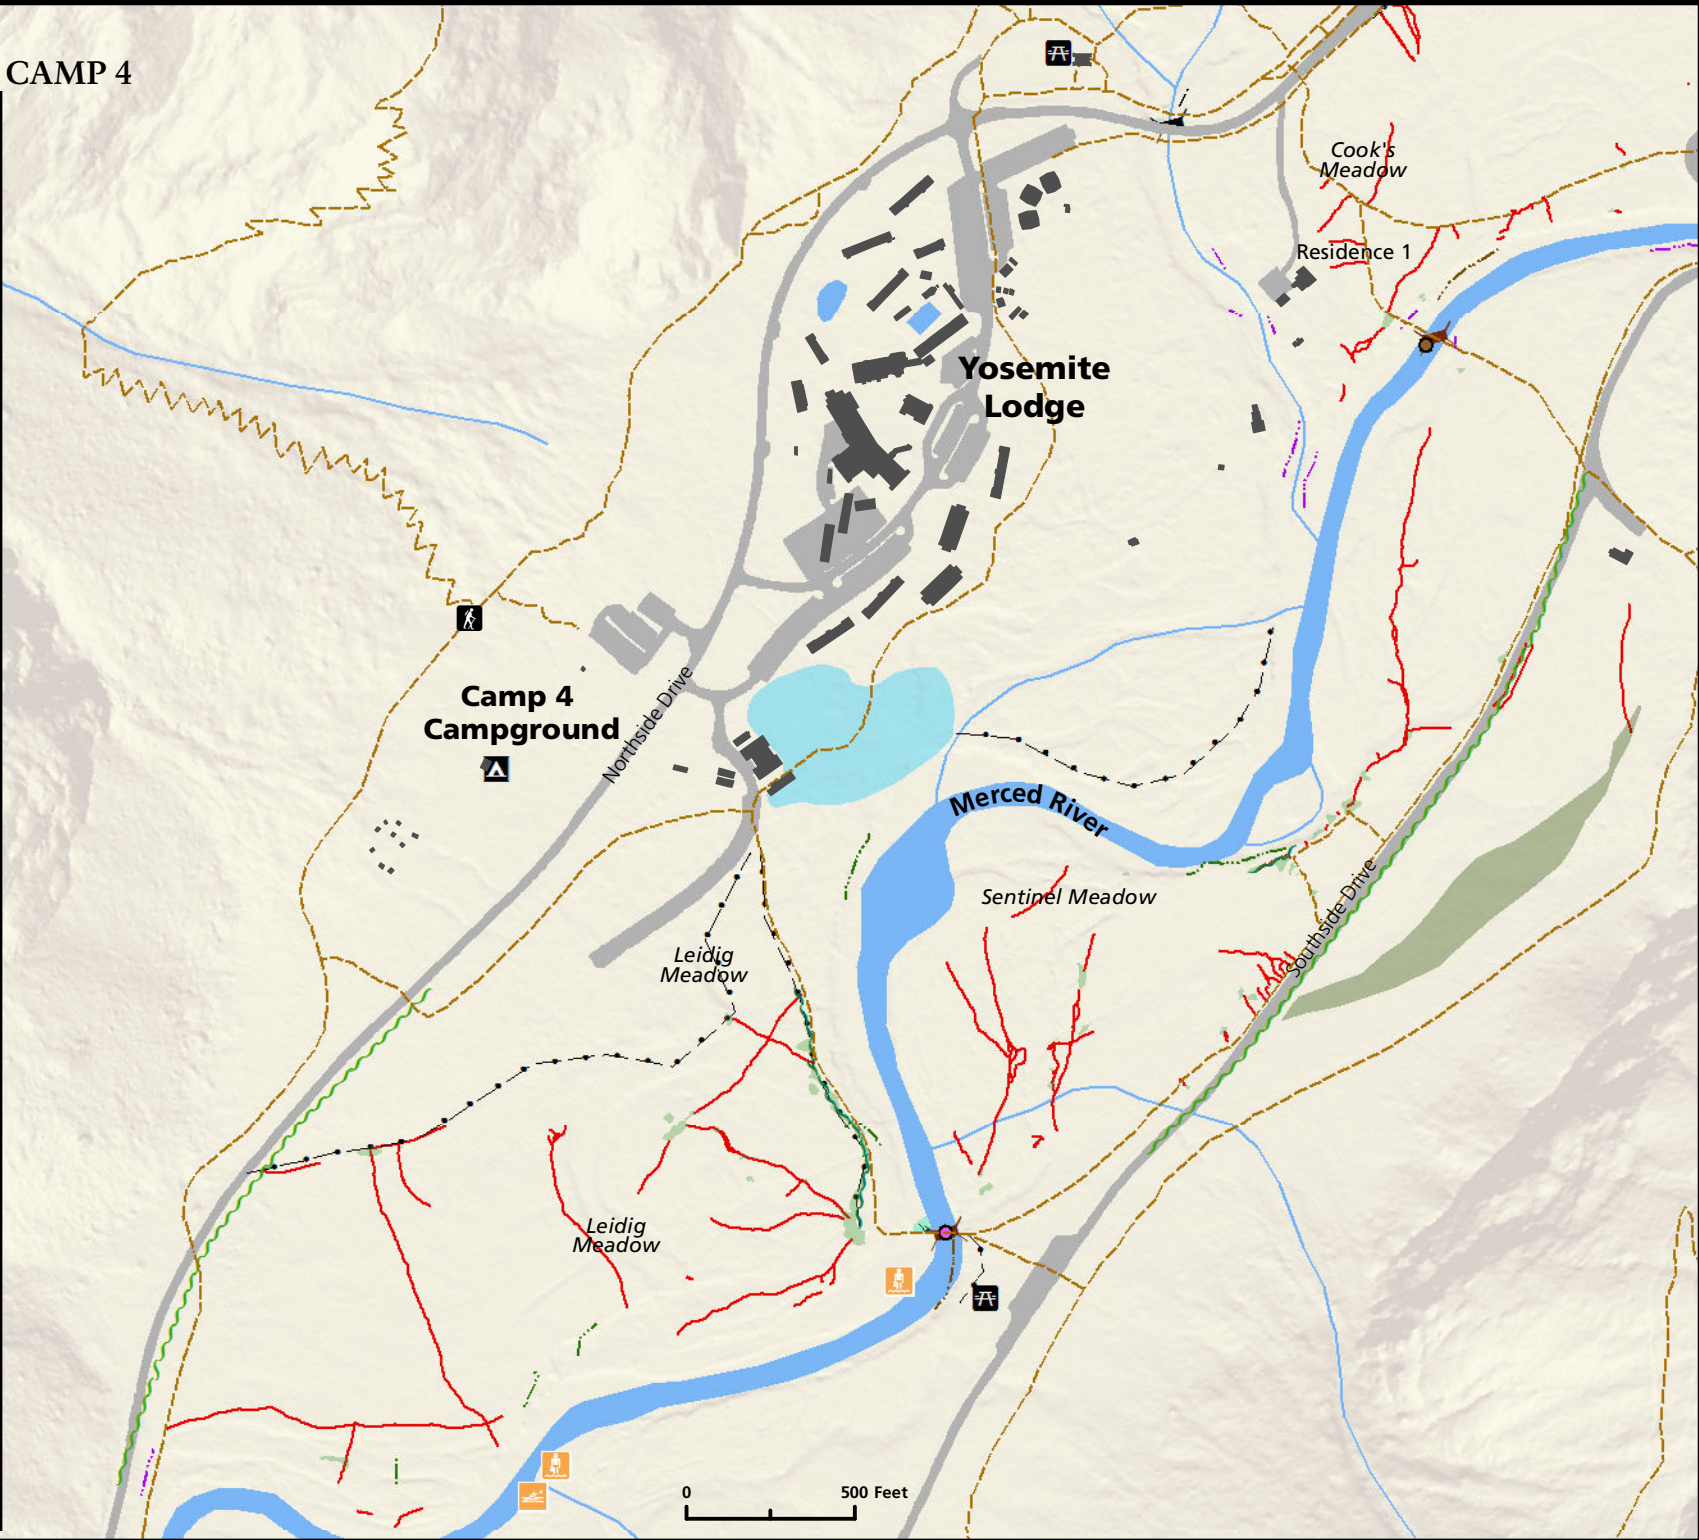 CAMP 4
Cook's
Meadow
Residence 1
Yosemite
Lodge
Camp 4
Campground
Northside Drive
Merced River
Sentinel Meadow
Southside Drive
Leidig
Meadow
Leidig
Meadow
0 500 Feet